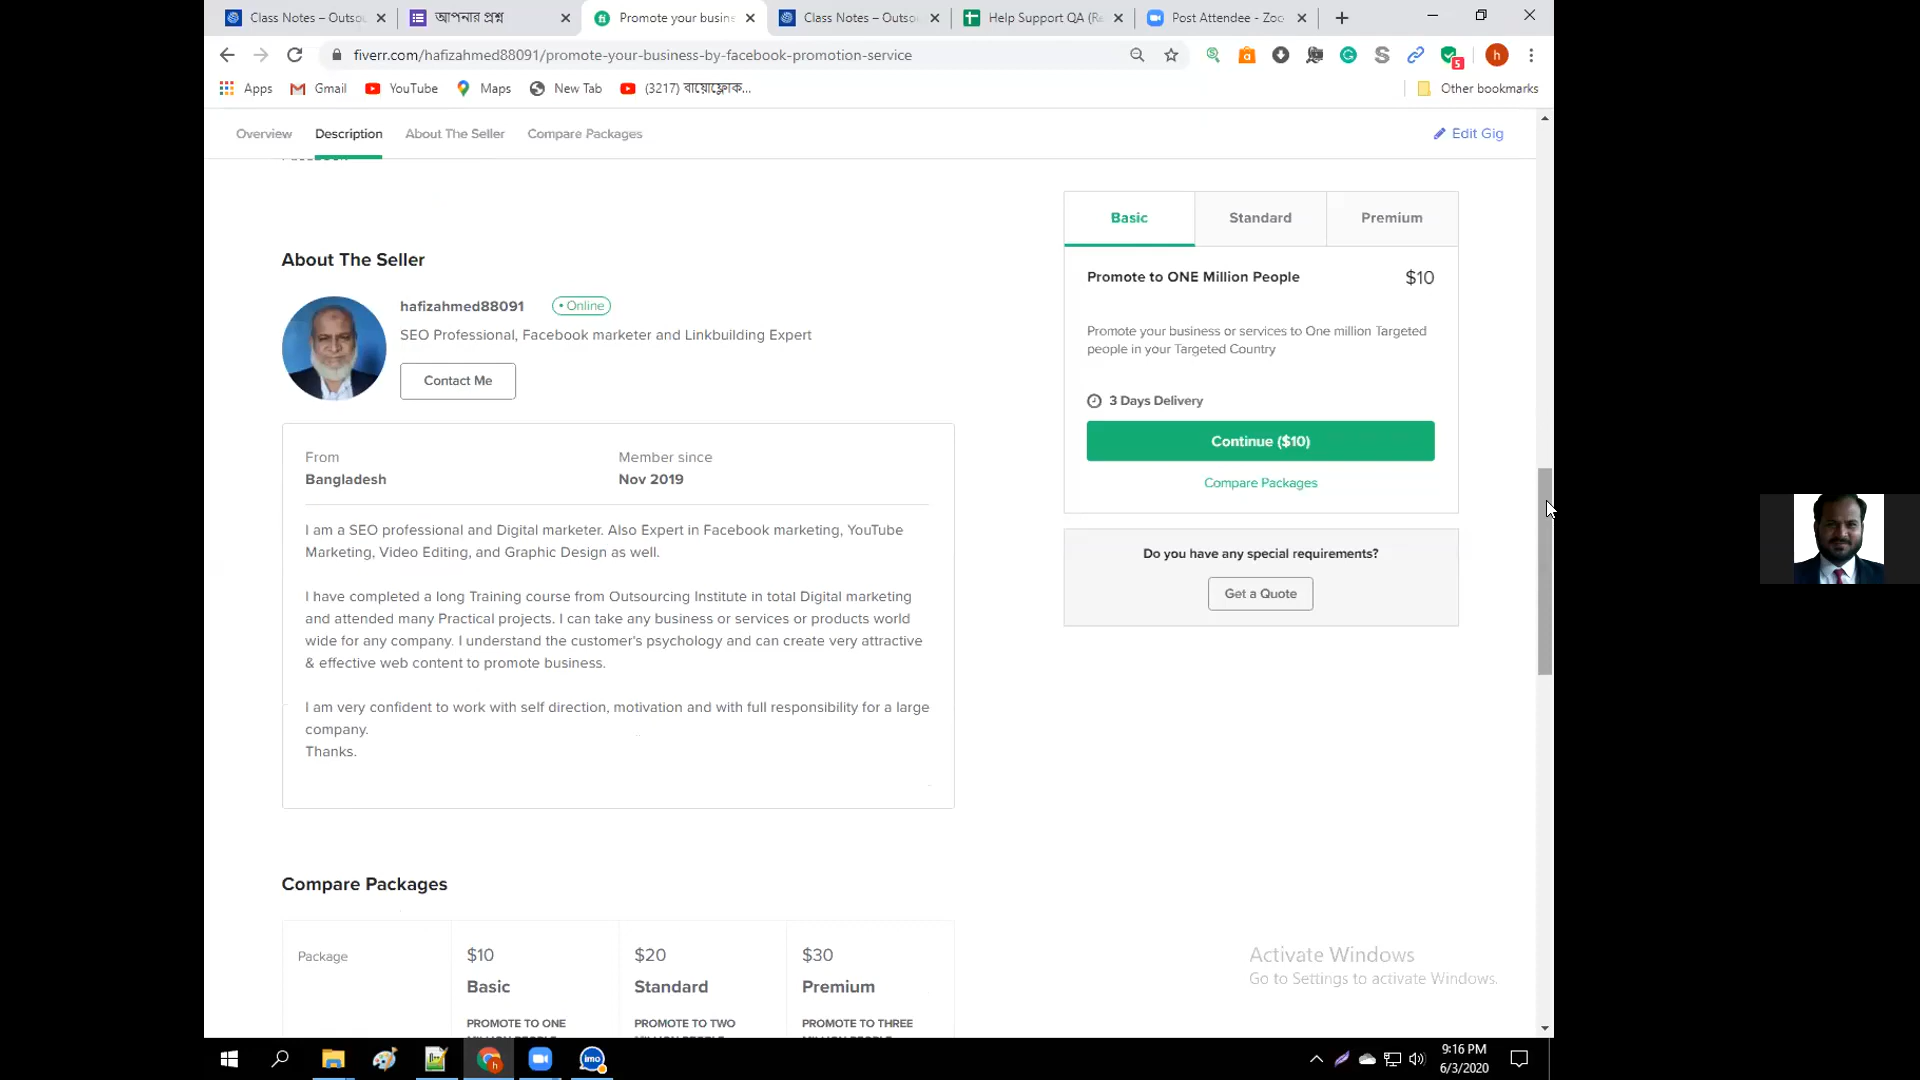 Class Notes – Outsou
আপনার প্রশ্ন
Promote your busin
Class Notes – Outso
Help Support QA (R
Post Attendee - Zoo
fiverr.com/hafizahmed88091/promote-your-business-by-facebook-promotion-service
5
h
Apps
Gmail
YouTube
Maps
New Tab
(3217) বায়োফ্লোক...
Other bookmarks
Overview
Description
About The Seller
Compare Packages
Edit Gig
About The Seller
hafizahmed88091
• Online
SEO Professional, Facebook marketer and Linkbuilding Expert
Contact Me
From
Member since
Bangladesh
Nov 2019
I am a SEO professional and Digital marketer. Also Expert in Facebook marketing, YouTube
Marketing, Video Editing, and Graphic Design as well.
I have completed a long Training course from Outsourcing Institute in total Digital marketing
and attended many Practical projects. I can take any business or services or products world
wide for any company. I understand the customer's psychology and can create very attractive
& effective web content to promote business.
I am very confident to work with self direction, motivation and with full responsibility for a large
company.
Thanks.
Basic
Standard
Premium
Promote to ONE Million People
$10
Promote your business or services to One million Targeted
people in your Targeted Country
3 Days Delivery
Continue ($10)
Compare Packages
Do you have any special requirements?
Get a Quote
Compare Packages
Package
$10
$20
$30
Basic
Standard
Premium
PROMOTE TO ONE
PROMOTE TO TWO
PROMOTE TO THREE
Activate Windows
Go to Settings to activate Windows.
imo
9:16 PM
6/3/2020